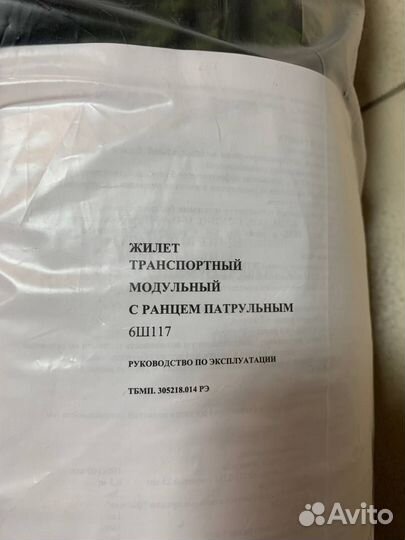 ЖИЛЕТ
ТРАНСПОРТНЫЙ
МОДУЛЬНЫЙ
С РАНЦЕМ ПАТРУЛЬНЫМ
6Ш117
РУКОВОДСТВО ПО ЭКСПЛУАТАЦИИ
ТБМП. 305218.014 РЭ
Avito